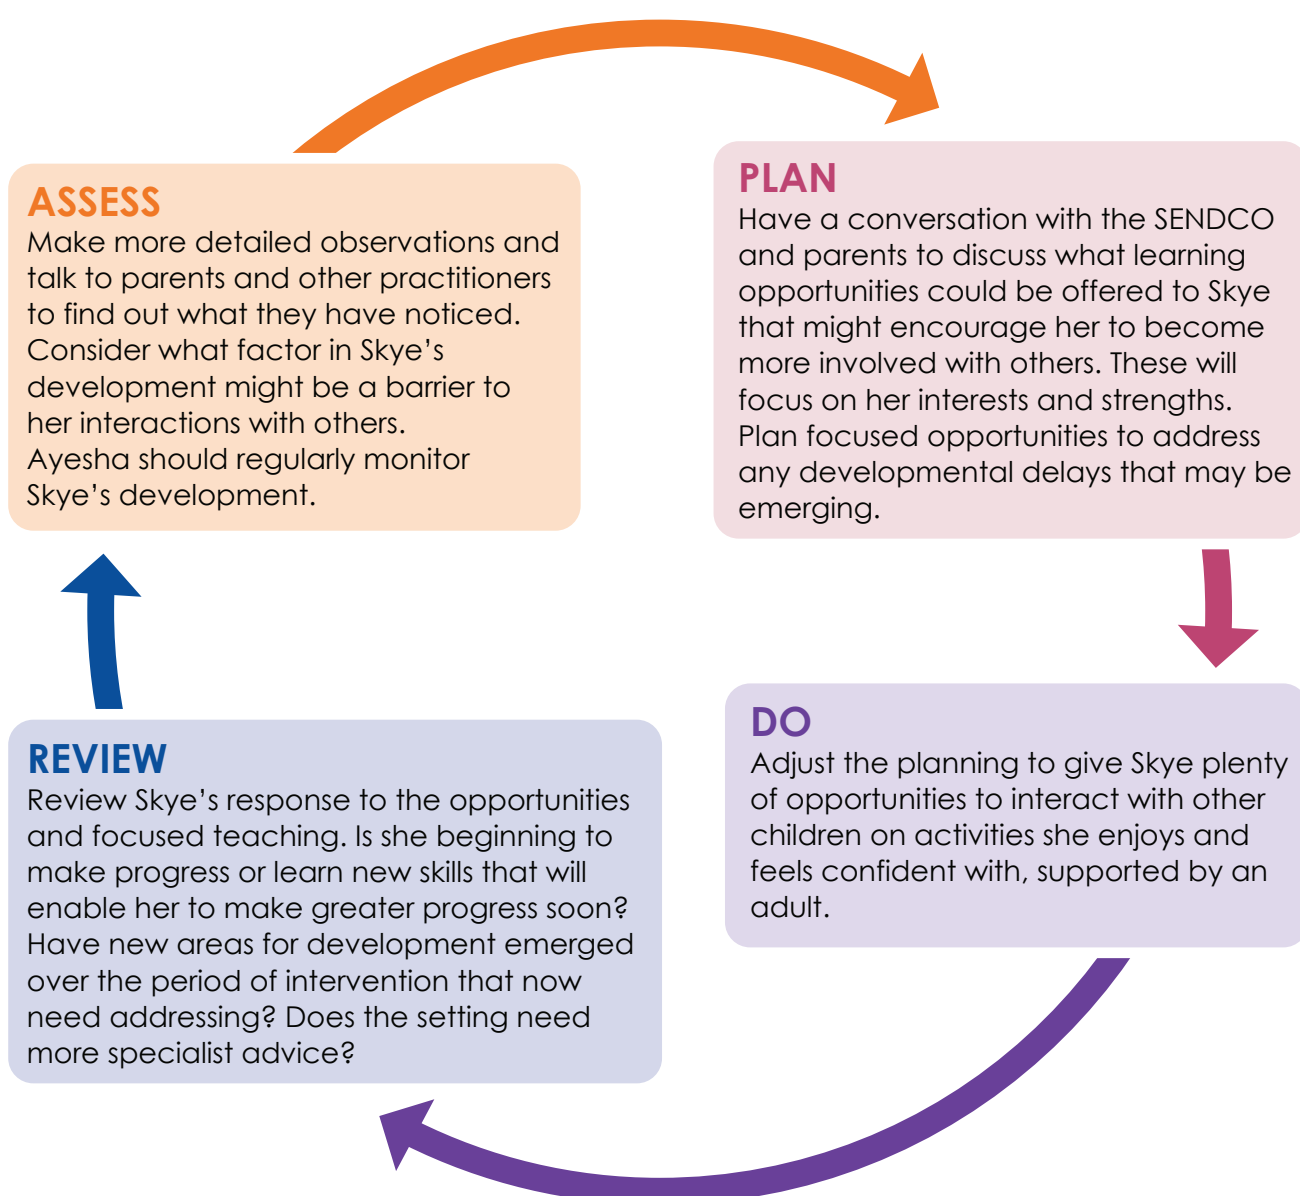 ASSESS
Make more detailed observations and
talk to parents and other practitioners
to find out what they have noticed.
Consider what factor in Skye’s
development might be a barrier to
her interactions with others.
Ayesha should regularly monitor
Skye’s development.
PLAN
Have a conversation with the SENDCO
and parents to discuss what learning
opportunities could be offered to Skye
that might encourage her to become
more involved with others. These will
focus on her interests and strengths.
Plan focused opportunities to address
any developmental delays that may be
emerging.
DO
Adjust the planning to give Skye plenty
of opportunities to interact with other
children on activities she enjoys and
feels confident with, supported by an
adult.
REVIEW
Review Skye’s response to the opportunities
and focused teaching. Is she beginning to
make progress or learn new skills that will
enable her to make greater progress soon?
Have new areas for development emerged
over the period of intervention that now
need addressing? Does the setting need
more specialist advice?